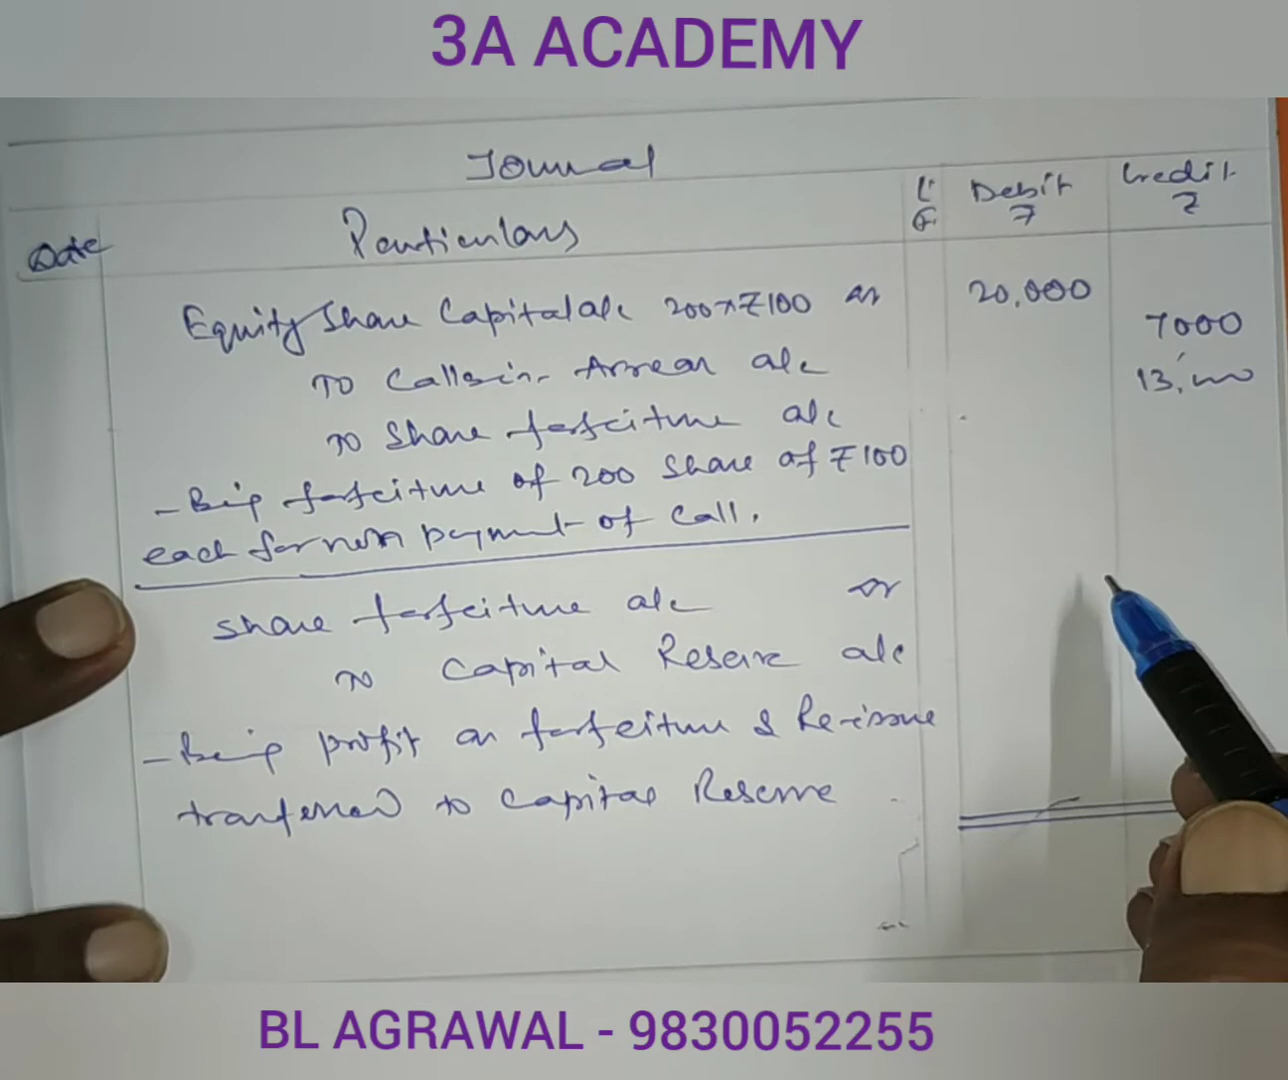 3A ACADEMY
Journal
Date Particulars L.F. Debit ₹ Credit ₹
Equity Share Capital a/c 200x₹100 Dr 20,000
To Calls in Arrear a/c 7000
To Share forfeiture a/c 13,000
- Being forfeiture of 200 Share of ₹100
each for non payment of Call.
Share forfeiture a/c Dr
To Capital Reserve a/c
- Being profit on forfeiture & Re-issue
transferred to Capital Reserve
BL AGRAWAL - 9830052255